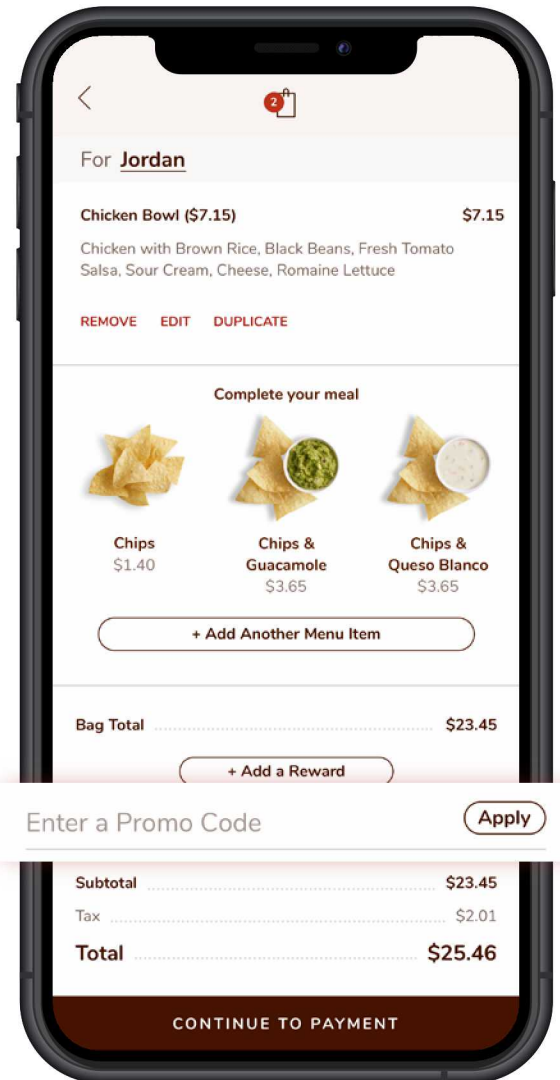 2
For Jordan
Chicken Bowl ($7.15) $7.15
Chicken with Brown Rice, Black Beans, Fresh Tomato
Salsa, Sour Cream, Cheese, Romaine Lettuce
REMOVE EDIT DUPLICATE
Complete your meal
Chips
$1.40
Chips &
Guacamole
$3.65
Chips &
Queso Blanco
$3.65
+ Add Another Menu Item
Bag Total $23.45
+ Add a Reward
Enter a Promo Code Apply
Subtotal $23.45
Tax $2.01
Total $25.46
CONTINUE TO PAYMENT